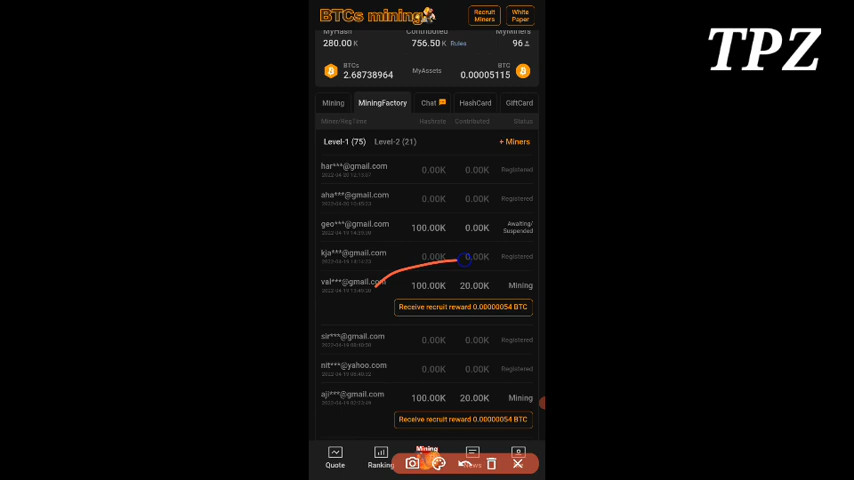 BTCs mining
Recruit Miners
White Paper
TPZ
MyHash Contributed MyMiners
280.00 K 756.50 K Rules 96
BTCs BTC
2.68738964 MyAssets 0.00005115
Mining MiningFactory Chat HashCard GiftCard
Miner/Reg Time Hashrate Contributed Status
Level-1 (75) Level-2 (21) + Miners
har***@gmail.com 0.00K 0.00K Registered
aha***@gmail.com 0.00K 0.00K Registered
geo***@gmail.com 100.00K 0.00K Awaiting/
Suspended
kja***@gmail.com 0.00K 0.00K Registered
val***@gmail.com 100.00K 20.00K Mining
Receive recruit reward 0.00000054 BTC
sir***@gmail.com 0.00K 0.00K Registered
nit***@yahoo.com 0.00K 0.00K Registered
aji***@gmail.com 100.00K 20.00K Mining
Receive recruit reward 0.00000054 BTC
Quote Ranking Mining News